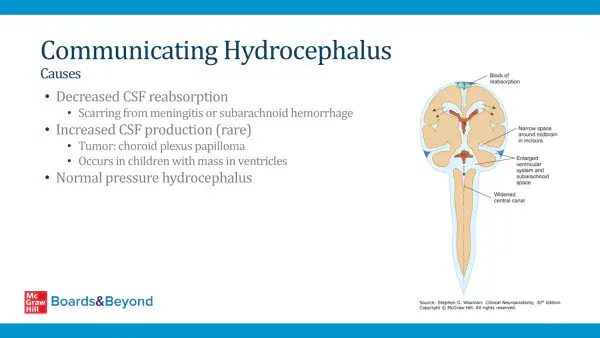 Communicating Hydrocephalus
Causes
• Decreased CSF reabsorption
• Scarring from meningitis or subarachnoid hemorrhage
• Increased CSF production (rare)
• Tumor: choroid plexus papilloma
• Occurs in children with mass in ventricles
• Normal pressure hydrocephalus
Block of
reabsorption
Narrow space
around midbrain
in incisura
Enlarged
ventricular
system and
subarachnoid
space
Widened
central canal
Mc
Graw
Hill
Boards&Beyond
Source: Stephen G. Waxman: Clinical Neuroanatomy, 30th Edition
Copyright © McGraw Hill. All rights reserved.